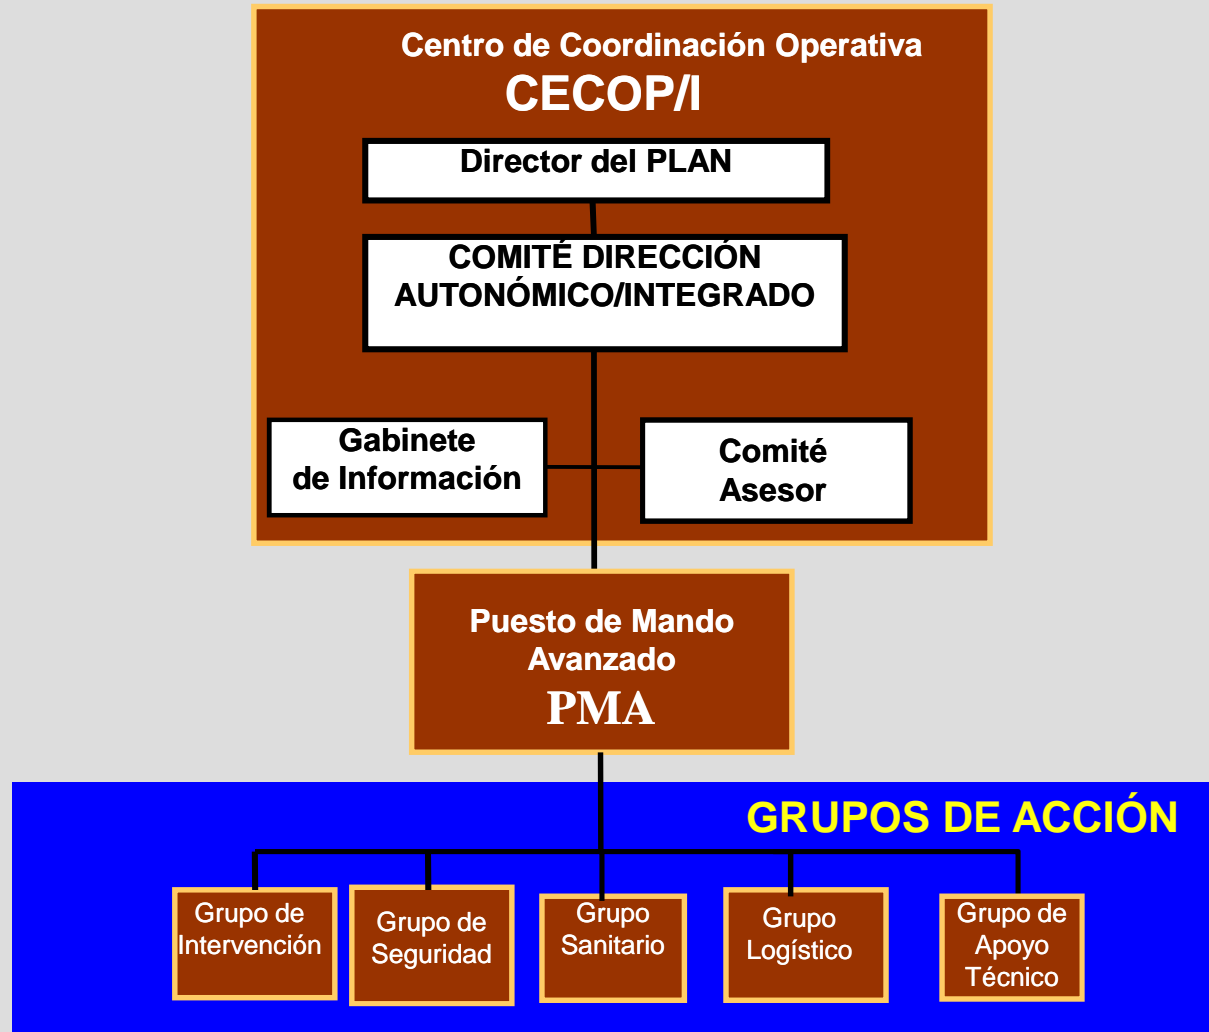 Centro de Coordinación Operativa
CECOP/I
Director del PLAN
COMITÉ DIRECCIÓN
AUTONÓMICO/INTEGRADO
Gabinete
de Información
Comité
Asesor
Puesto de Mando
Avanzado
PMA
GRUPOS DE ACCIÓN
Grupo de
Intervención
Grupo de
Seguridad
Grupo
Sanitario
Grupo
Logístico
Grupo de
Apoyo
Técnico